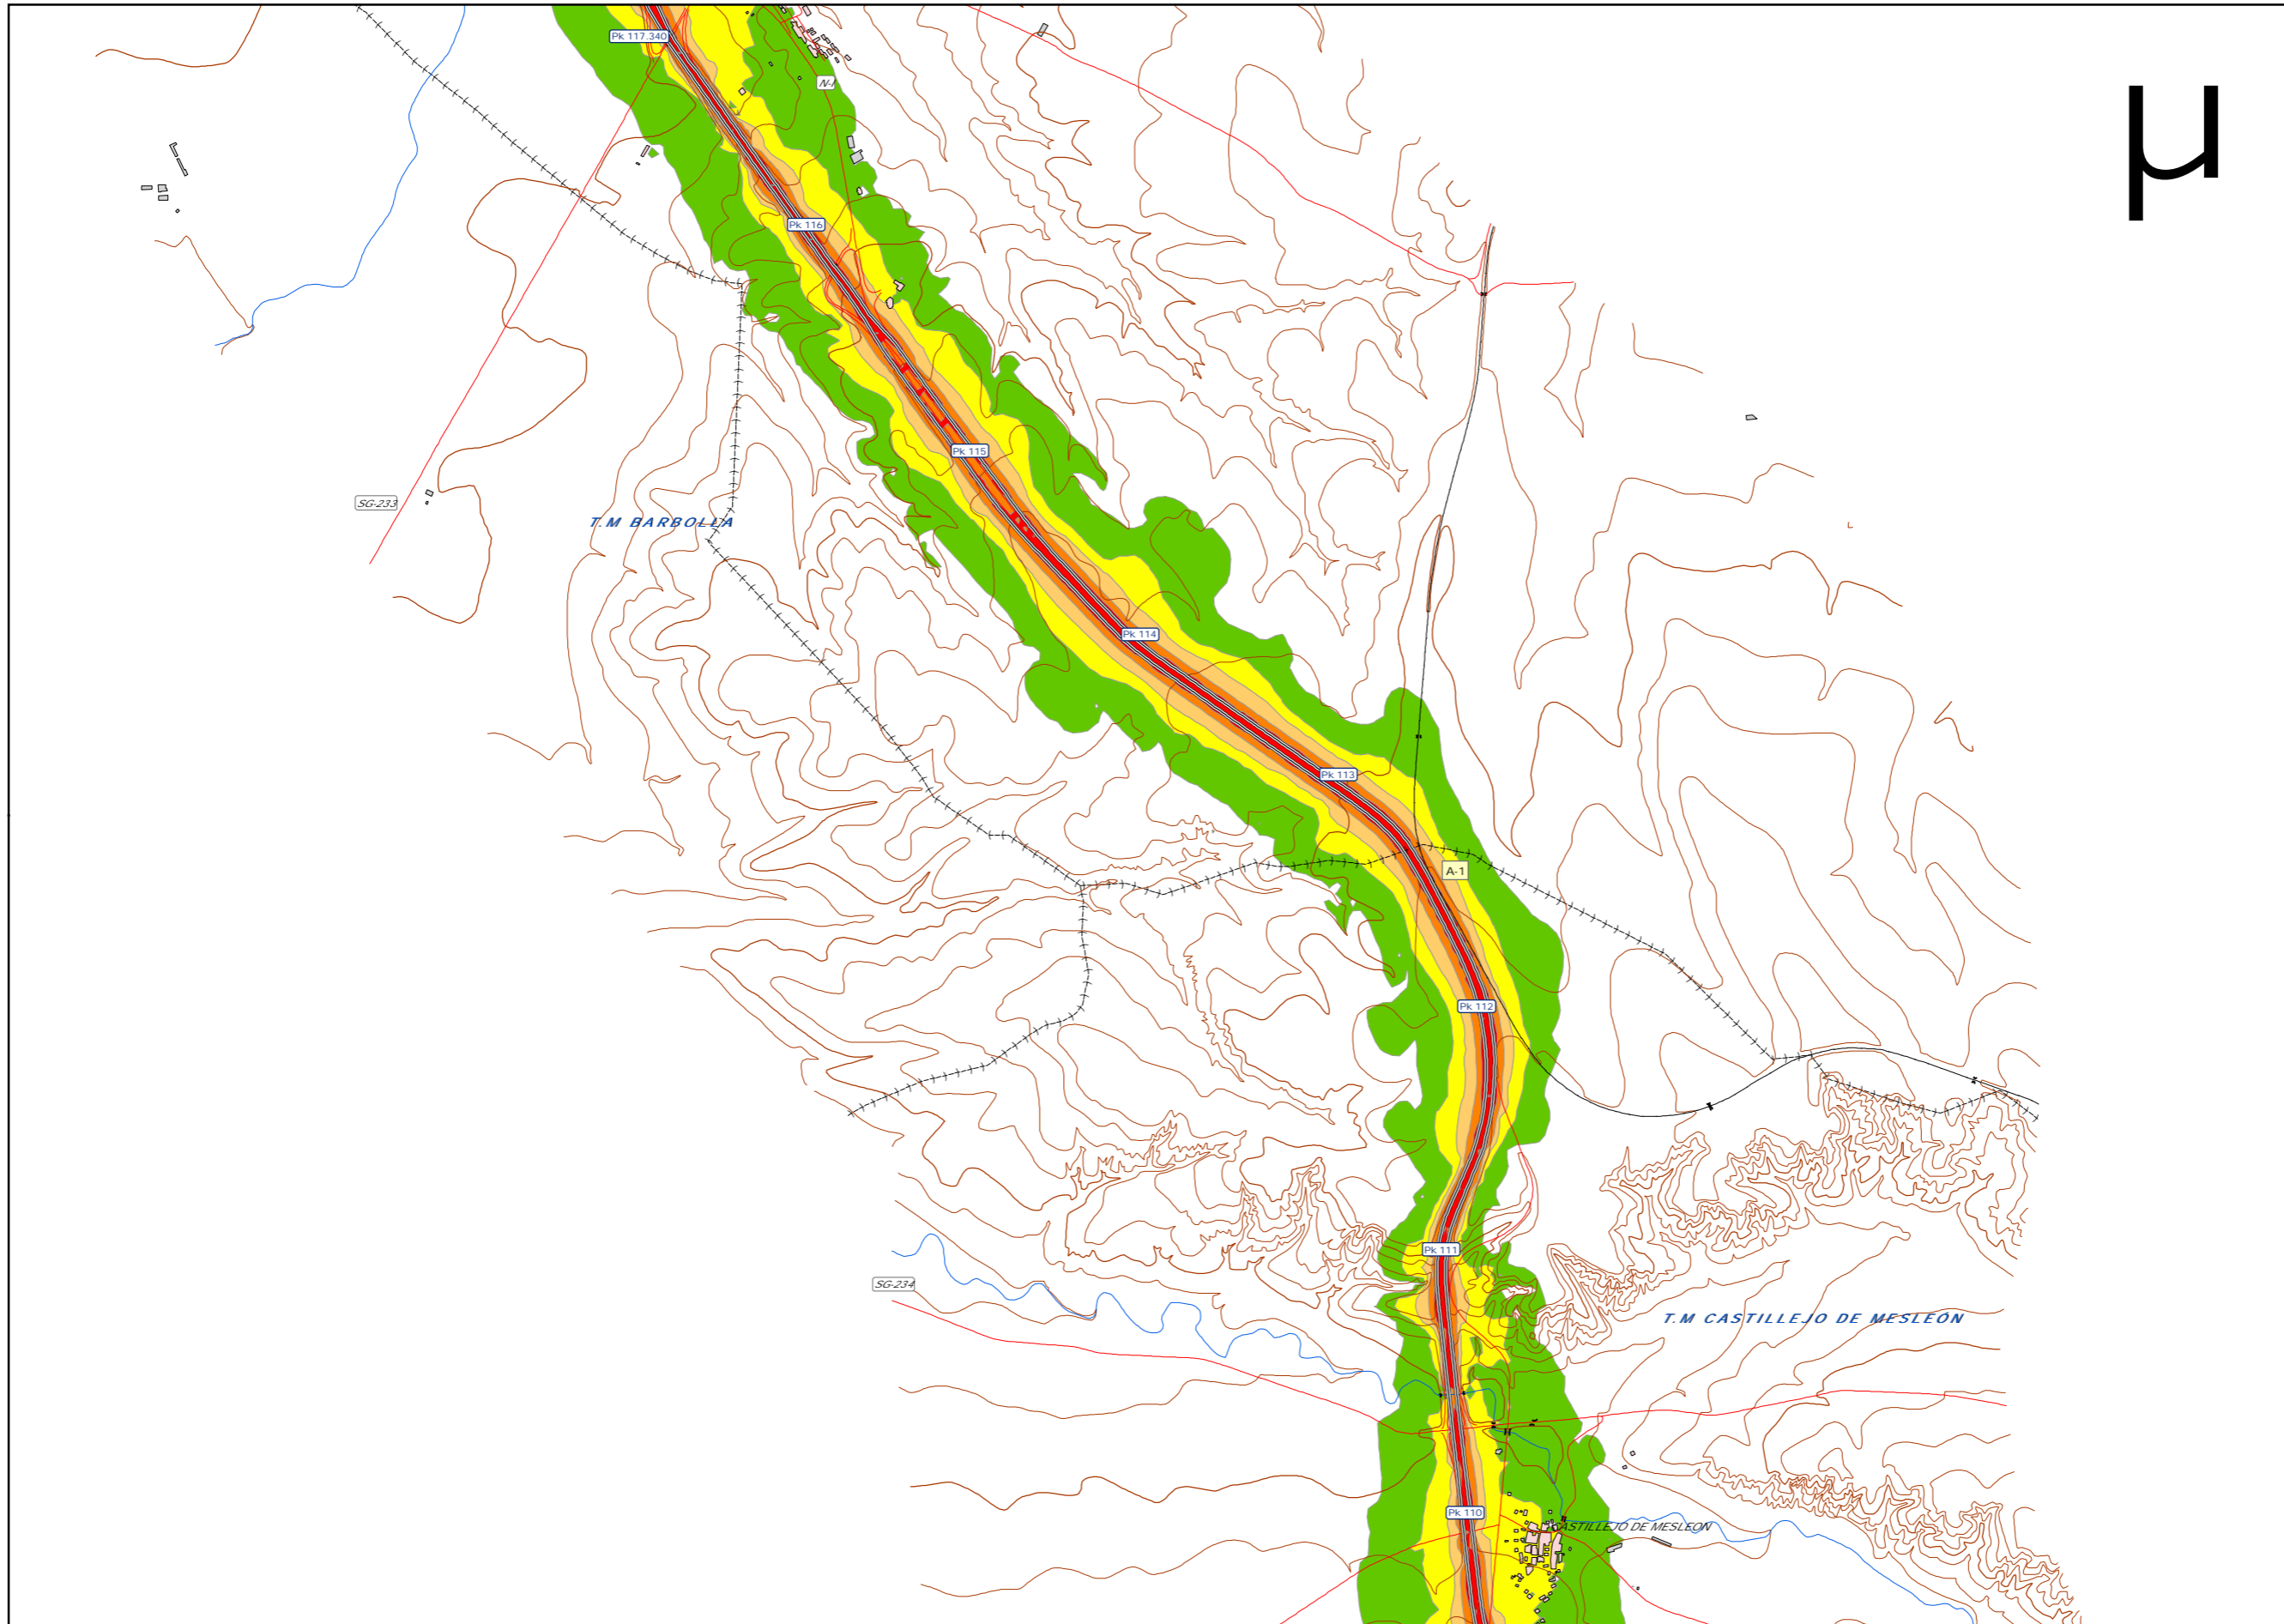 Pk 117.340
N-I
µ
Pk 116
Pk 115
SG-233
T.M BARBOLLA
Pk 114
Pk 113
A-1
Pk 112
Pk 111
SG-234
T.M CASTILLEJO DE MESLEÓN
Pk 110
CASTILLEJO DE MESLEON